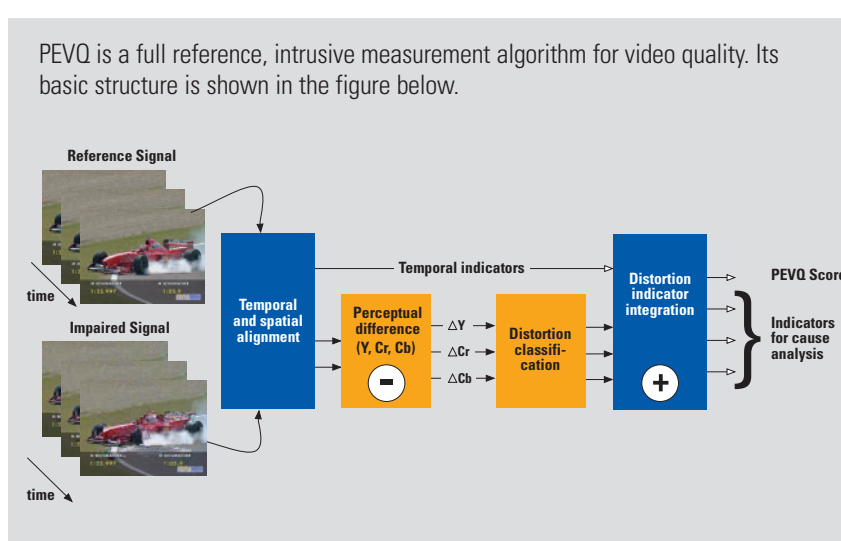 PEVQ is a full reference, intrusive measurement algorithm for video quality. Its
basic structure is shown in the figure below.
Reference Signal
time
Impaired Signal
time
Temporal
and spatial
alignment
Temporal indicators
Perceptual
difference
(Y, Cr, Cb)
-
△Y
△Cr
△Cb
Distortion
classifi-
cation
Distortion
indicator
integration
+
PEVQ Score
Indicators
for cause
analysis